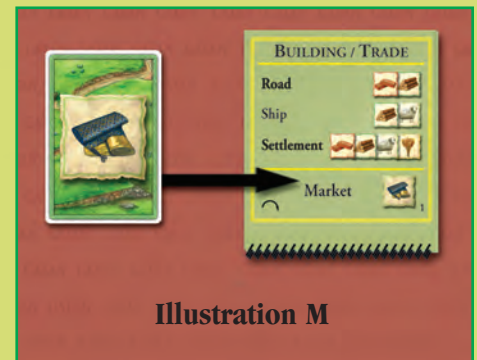 BUILDING / TRADE
Road
Ship
Settlement
Market
1
Illustration M